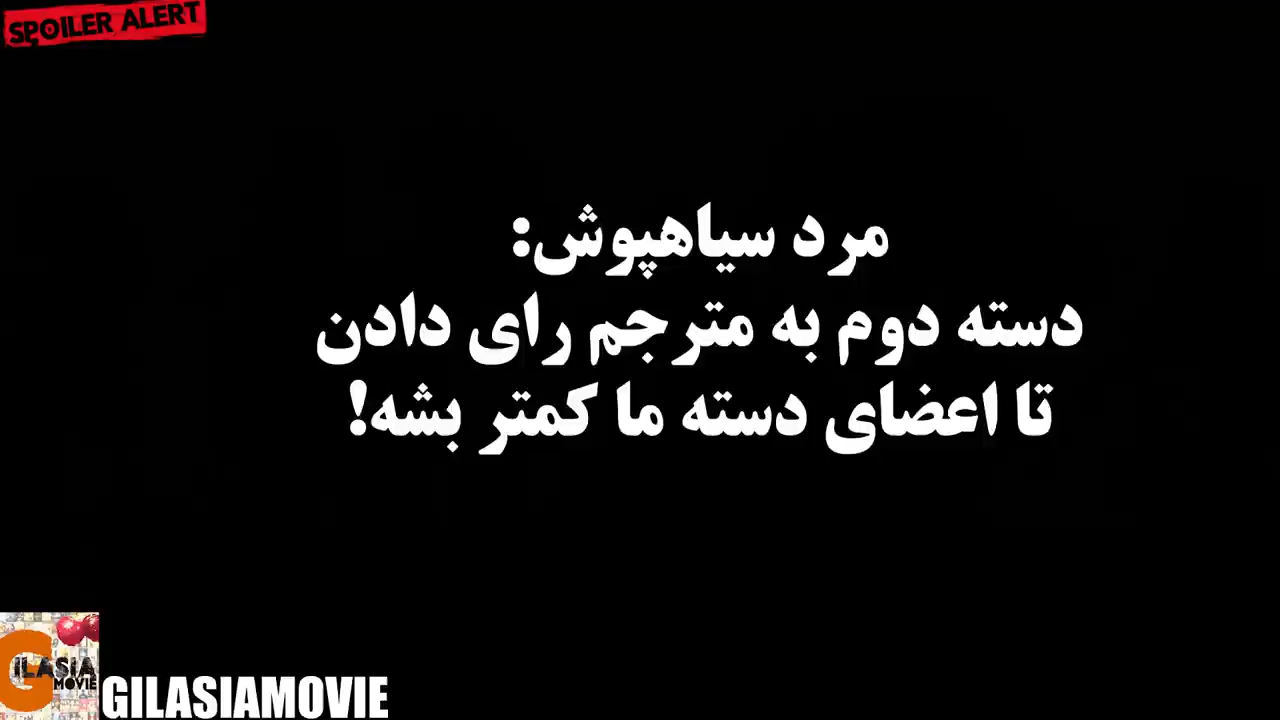 SPOILER ALERT
مرد سیاهپوش:
دسته دوم به مترجم رای دادن
تا اعضای دسته ما کمتر بشه!
GILASIA
MOVIE
GILASIAMOVIE